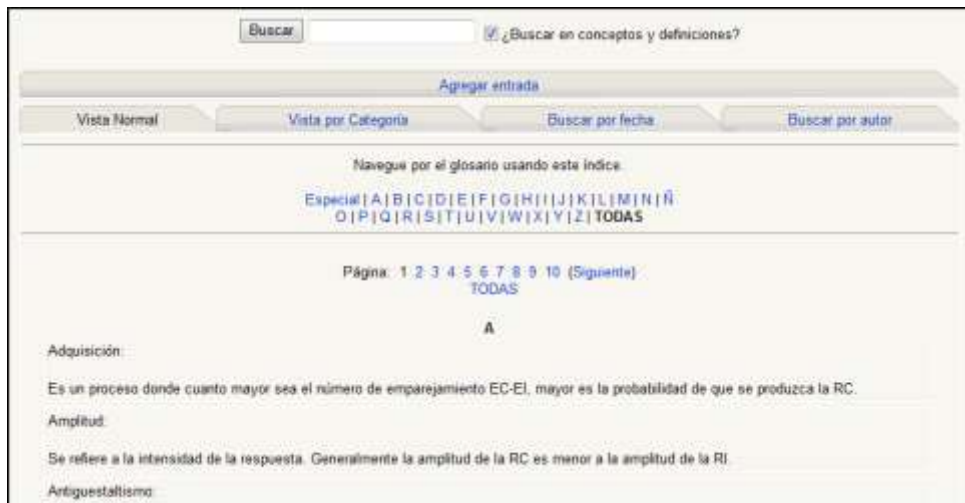 Buscar ¿Buscar en conceptos y definiciones?
Agregar entrada
Vista Normal Vista por Categoría Buscar por fecha Buscar por autor
Navegue por el glosario usando este índice.
Especial | A | B | C | D | E | F | G | H | I | J | K | L | M | N | Ñ
O | P | Q | R | S | T | U | V | W | X | Y | Z | TODAS
Página: 1 2 3 4 5 6 7 8 9 10 (Siguiente)
TODAS
A
Adquisición:
Es un proceso donde cuanto mayor sea el número de emparejamiento EC-EI, mayor es la probabilidad de que se produzca la RC.
Amplitud:
Se refiere a la intensidad de la respuesta. Generalmente la amplitud de la RC es menor a la amplitud de la RI.
Antiguestaltismo: